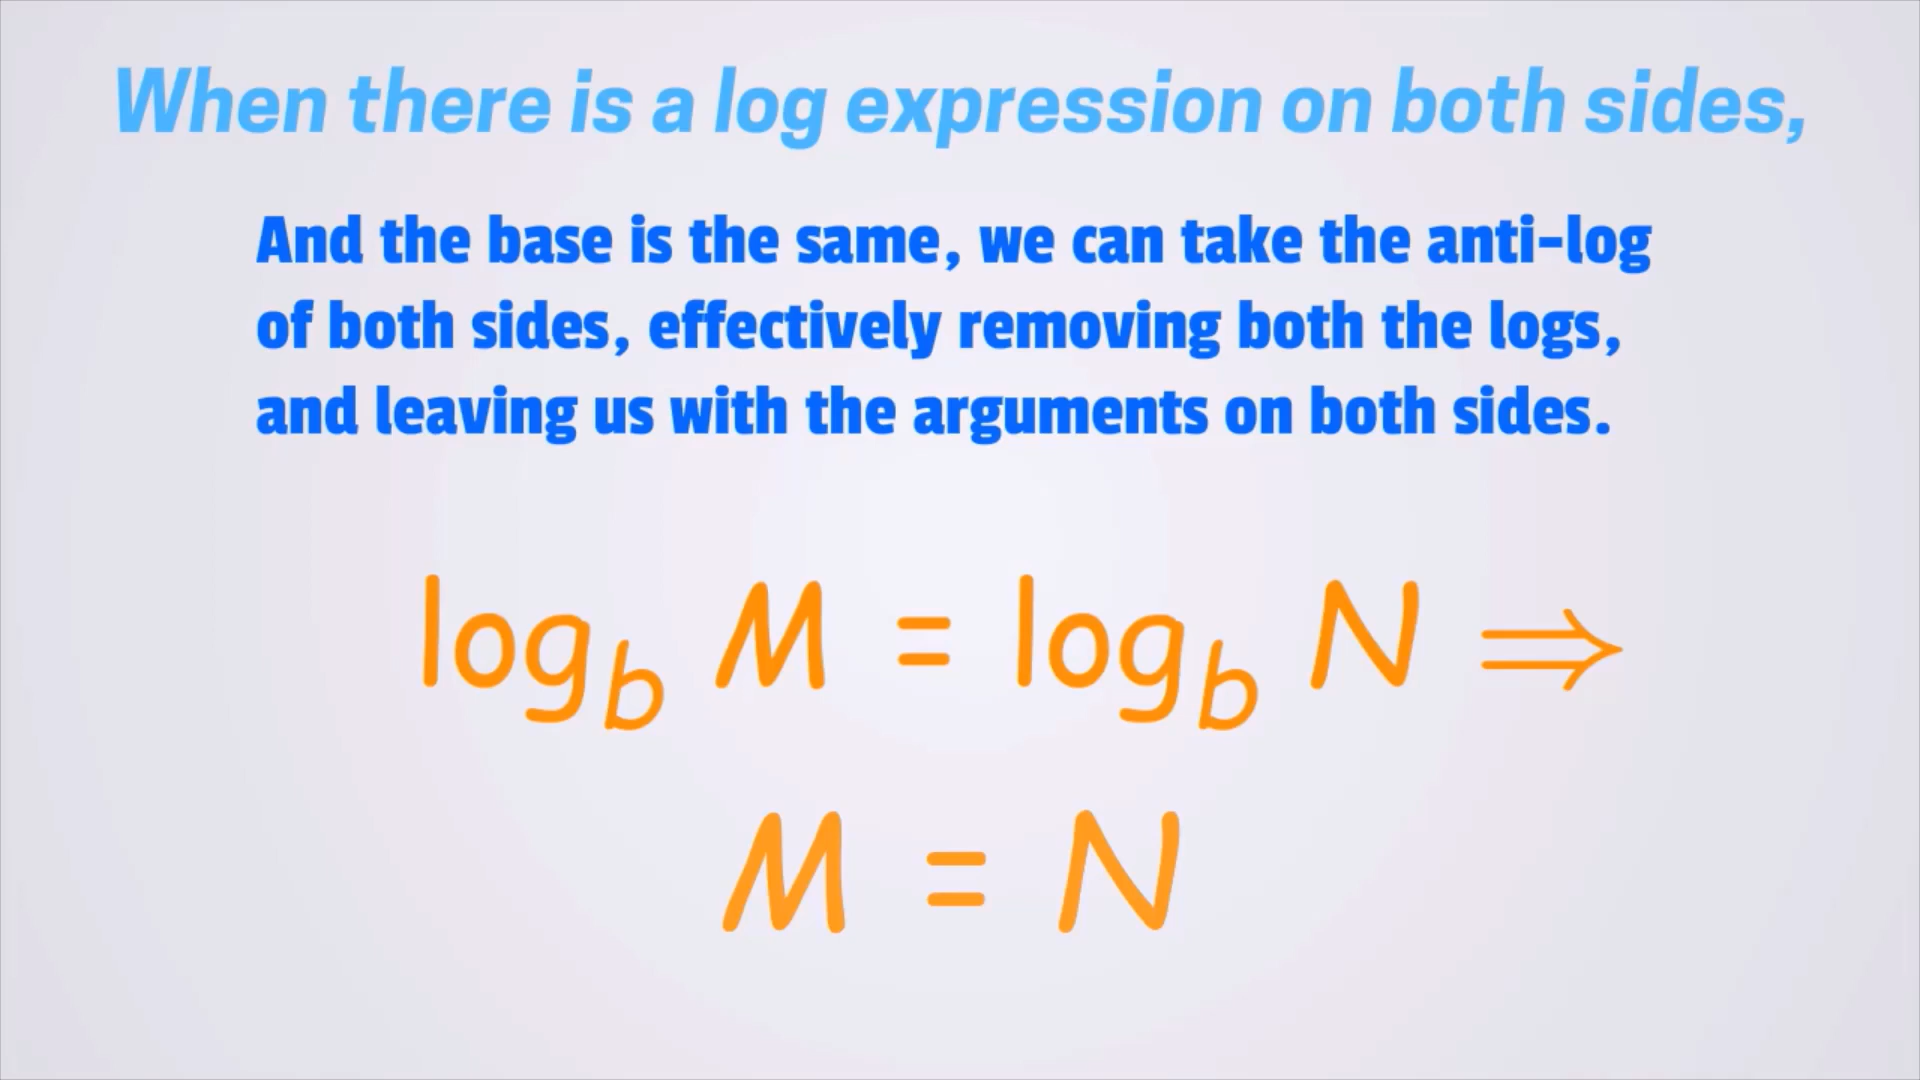 When there is a log expression on both sides,
And the base is the same, we can take the anti-log
of both sides, effectively removing both the logs,
and leaving us with the arguments on both sides.
log_b M = log_b N ⇒
M = N